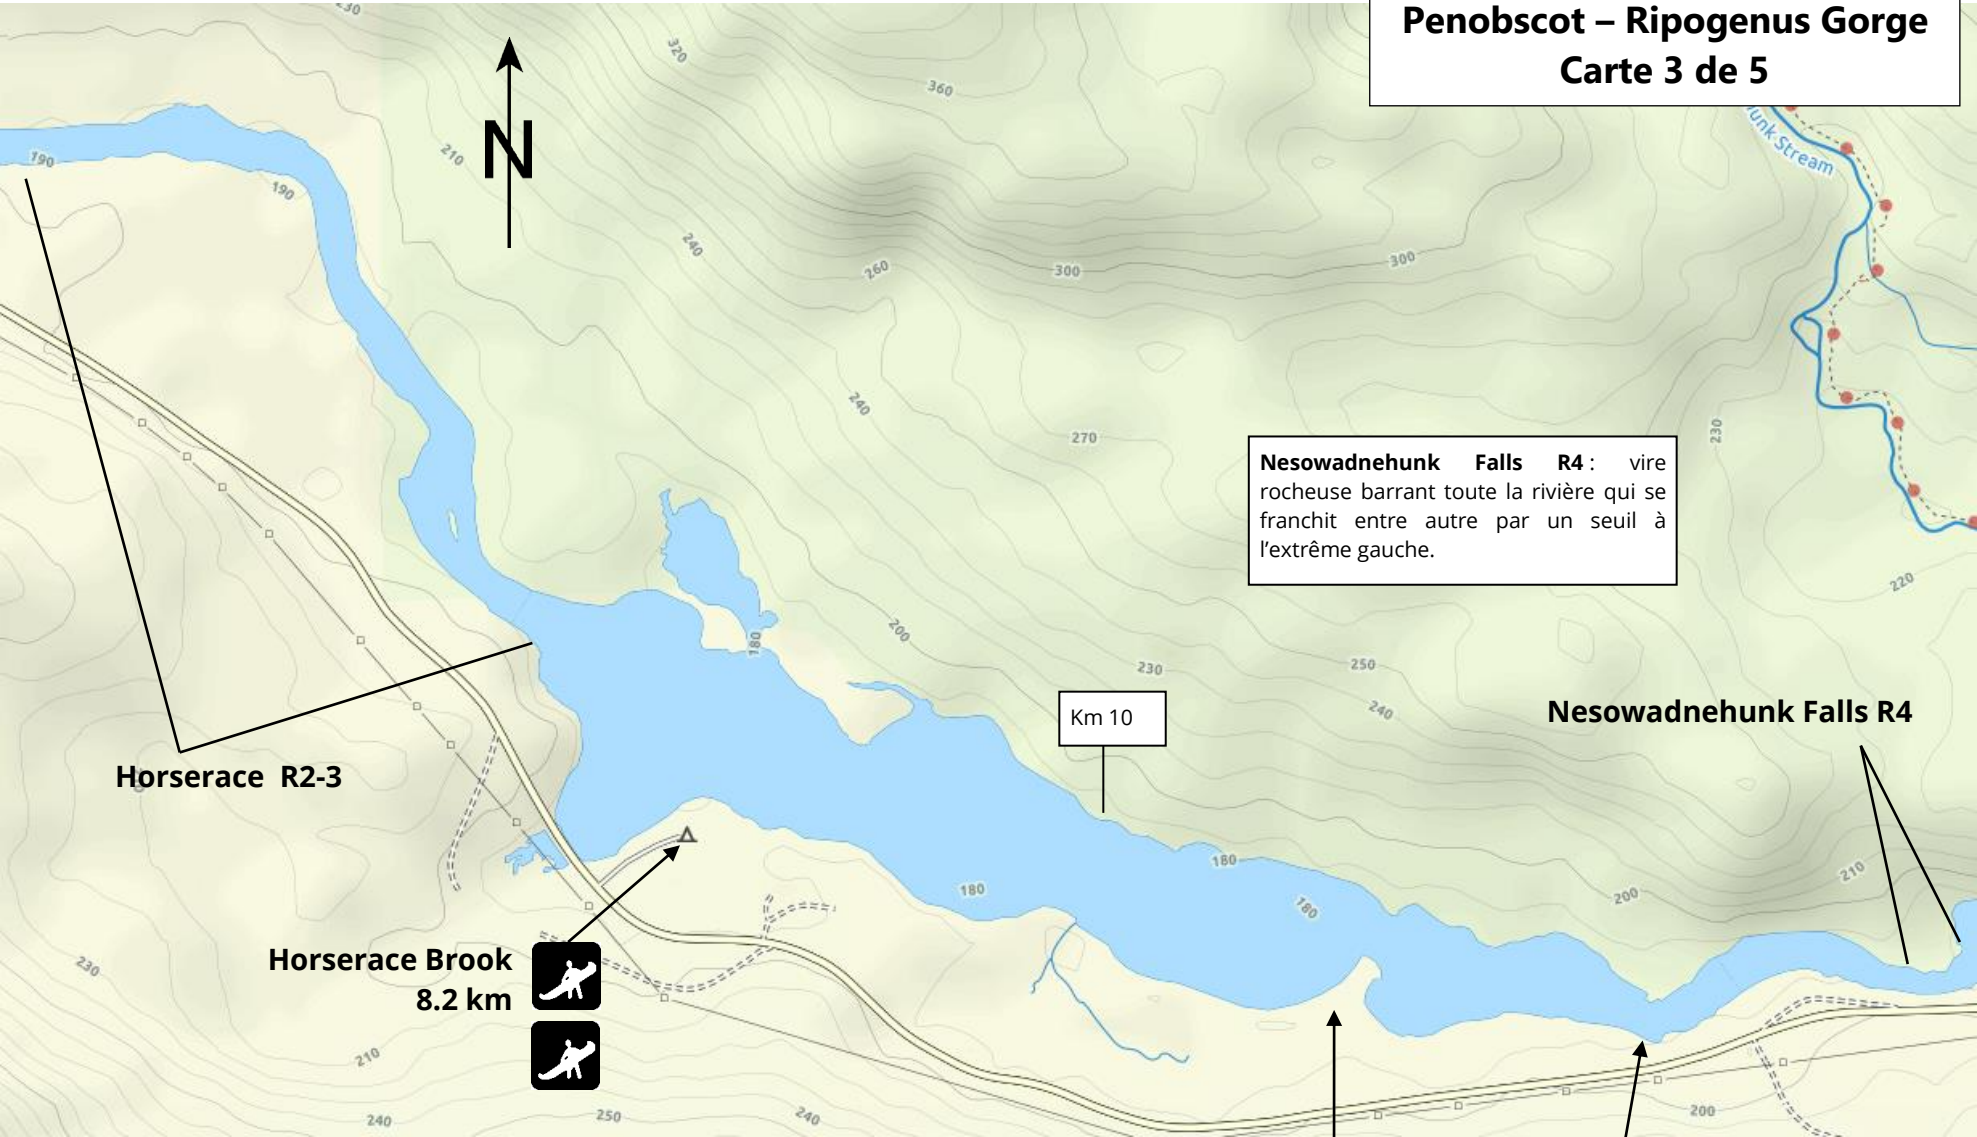 Penobscot – Ripogenus Gorge
Carte 3 de 5
230
320
360
unk Stream
190
210
190
N
240
260
300
300
240
270
230
Nesowadnehunk Falls R4 : vire
rocheuse barrant toute la rivière qui se
franchit entre autre par un seuil à
l’extrême gauche.
220
200
180
230
250
240
Km 10
Nesowadnehunk Falls R4
Horserace R2-3
180
180
180
200
210
Horserace Brook
8.2 km
230
210
240
250
240
200